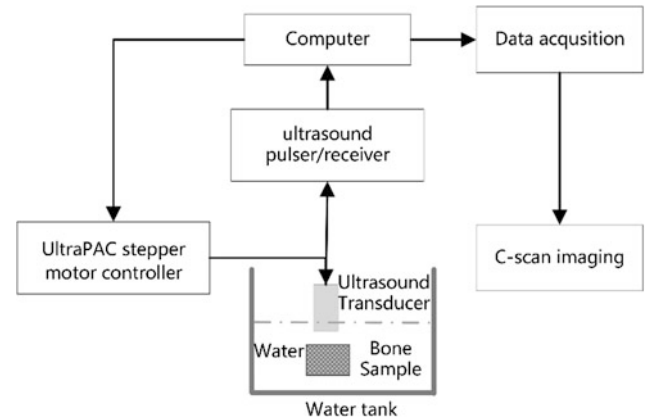 Computer
Data acqusition
ultrasound
pulser/receiver
UltraPAC stepper
motor controller
C-scan imaging
Ultrasound
Transducer
Water
Bone
Sample
Water tank